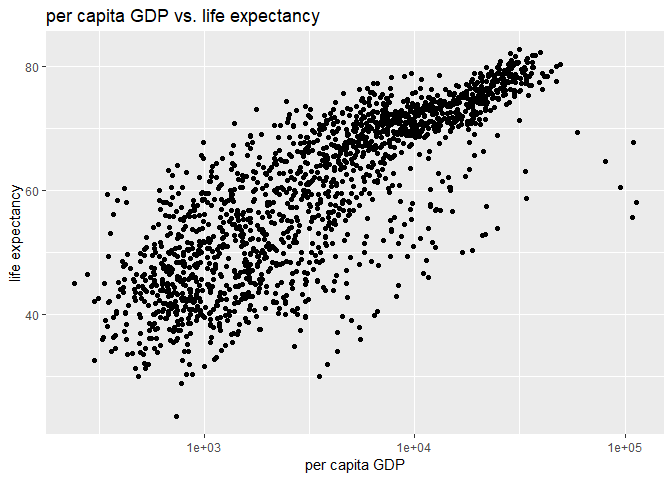 per capita GDP vs. life expectancy
80
60
40
life expectancy
1e+03
1e+04
1e+05
per capita GDP